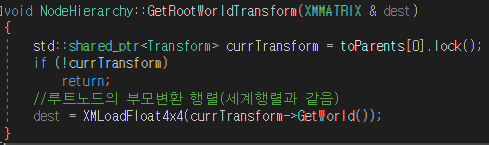 void NodeHierarchy::GetRootWorldTransform(XMMATRIX & dest)
{
std::shared_ptr<Transform> currTransform = toParents[0].lock();
if (!currTransform)
return;
//루트노드의 부모변환 행렬(세계행렬과 같음)
dest = XMLoadFloat4x4(currTransform->GetWorld());
}